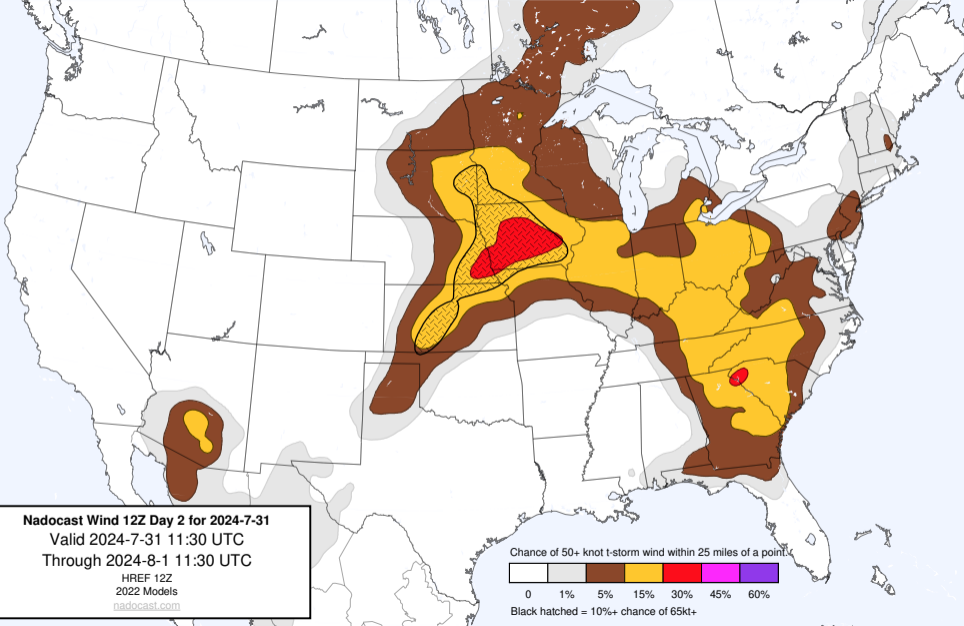 Nadocast Wind 12Z Day 2 for 2024-7-31
Valid 2024-7-31 11:30 UTC
Through 2024-8-1 11:30 UTC
HREF 12Z
2022 Models
nadocast.com
Chance of 50+ knot t-storm wind within 25 miles of a point.
0 1% 5% 15% 30% 45% 60%
Black hatched = 10%+ chance of 65kt+